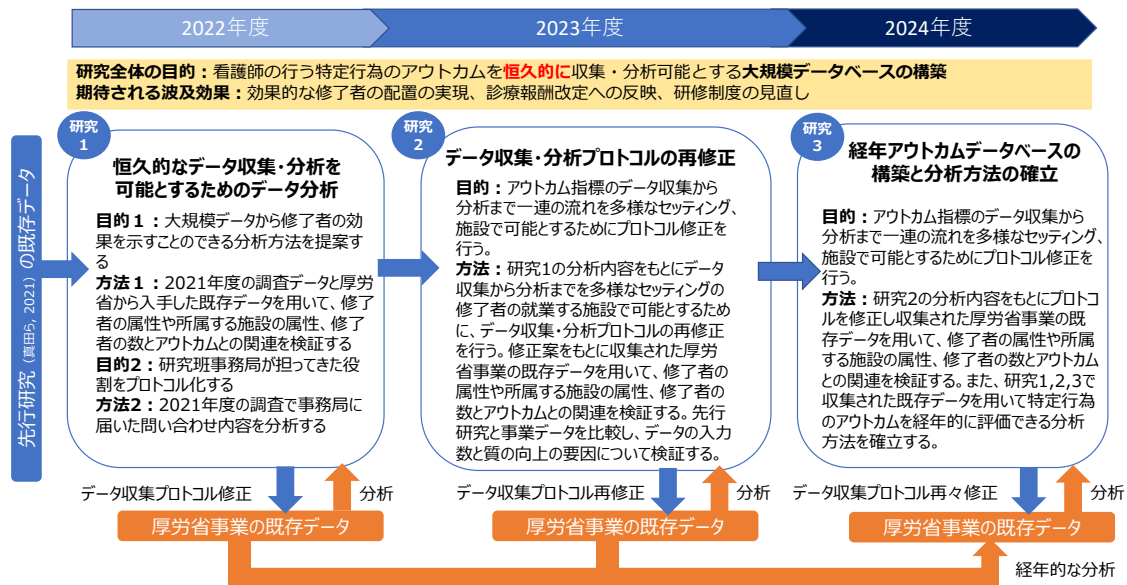 2022年度
2023年度
2024年度
研究全体の目的：看護師の行う特定行為のアウトカムを恒久的に収集・分析可能とする大規模データベースの構築
期待される波及効果：効果的な修了者の配置の実現、診療報酬改定への反映、研修制度の見直し
先行研究（真田ら, 2021）の既存データ
研究
1
恒久的なデータ収集・分析を
可能とするためのデータ分析
目的１：大規模データから修了者の効
果を示すことのできる分析方法を提案す
る
方法１：2021年度の調査データと厚労
省から入手した既存データを用いて、修了
者の属性や所属する施設の属性、修了
者の数とアウトカムとの関連を検証する
目的2：研究班事務局が担ってきた役
割をプロトコル化する
方法2：2021年度の調査で事務局に
届いた問い合わせ内容を分析する
研究
2
データ収集・分析プロトコルの再修正
目的：アウトカム指標のデータ収集から
分析まで一連の流れを多様なセッティング、
施設で可能とするためにプロトコル修正を
行う。
方法：研究1の分析内容をもとにデータ
収集から分析までを多様なセッティングの
修了者の就業する施設で可能とするため
に、データ収集・分析プロトコルの再修正
を行う。修正案をもとに収集された厚労
省事業の既存データを用いて、修了者の
属性や所属する施設の属性、修了者の
数とアウトカムとの関連を検証する。先行
研究と事業データを比較し、データの入力
数と質の向上の要因について検証する。
研究
3
経年アウトカムデータベースの
構築と分析方法の確立
目的：アウトカム指標のデータ収集から
分析まで一連の流れを多様なセッティング、
施設で可能とするためにプロトコル修正を
行う。
方法：研究2の分析内容をもとにプロトコ
ルを修正し収集された厚労省事業の既
存データを用いて、修了者の属性や所属
する施設の属性、修了者の数とアウトカム
との関連を検証する。また、研究1,2,3で
収集された既存データを用いて特定行為
のアウトカムを経年的に評価できる分析
方法を確立する。
データ収集プロトコル修正
分析
データ収集プロトコル再修正
分析
データ収集プロトコル再々修正
分析
厚労省事業の既存データ
厚労省事業の既存データ
厚労省事業の既存データ
経年的な分析